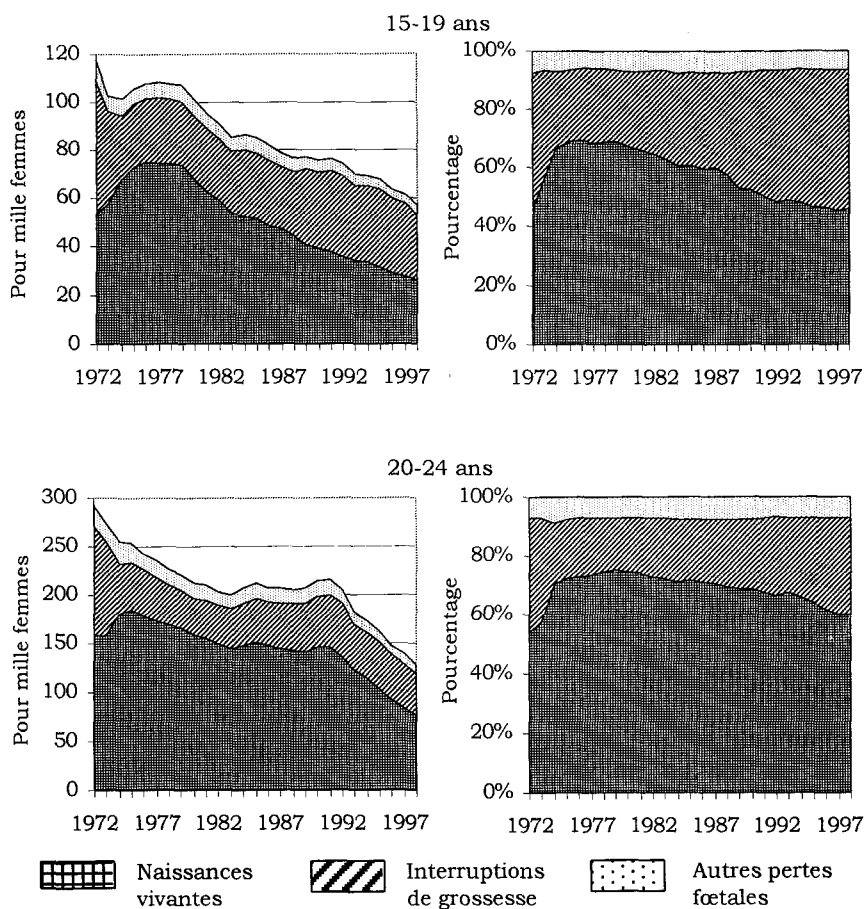 15-19 ans
Pour mille femmes
120
100
80
60
40
20
0
1972 1977 1982 1987 1992 1997
Pourcentage
100%
80%
60%
40%
20%
0%
1972 1977 1982 1987 1992 1997
20-24 ans
Pour mille femmes
300
250
200
150
100
50
0
1972 1977 1982 1987 1992 1997
Pourcentage
100%
80%
60%
40%
20%
0%
1972 1977 1982 1987 1992 1997
Naissances
vivantes
Interruptions
de grossesse
Autres pertes
fœtales